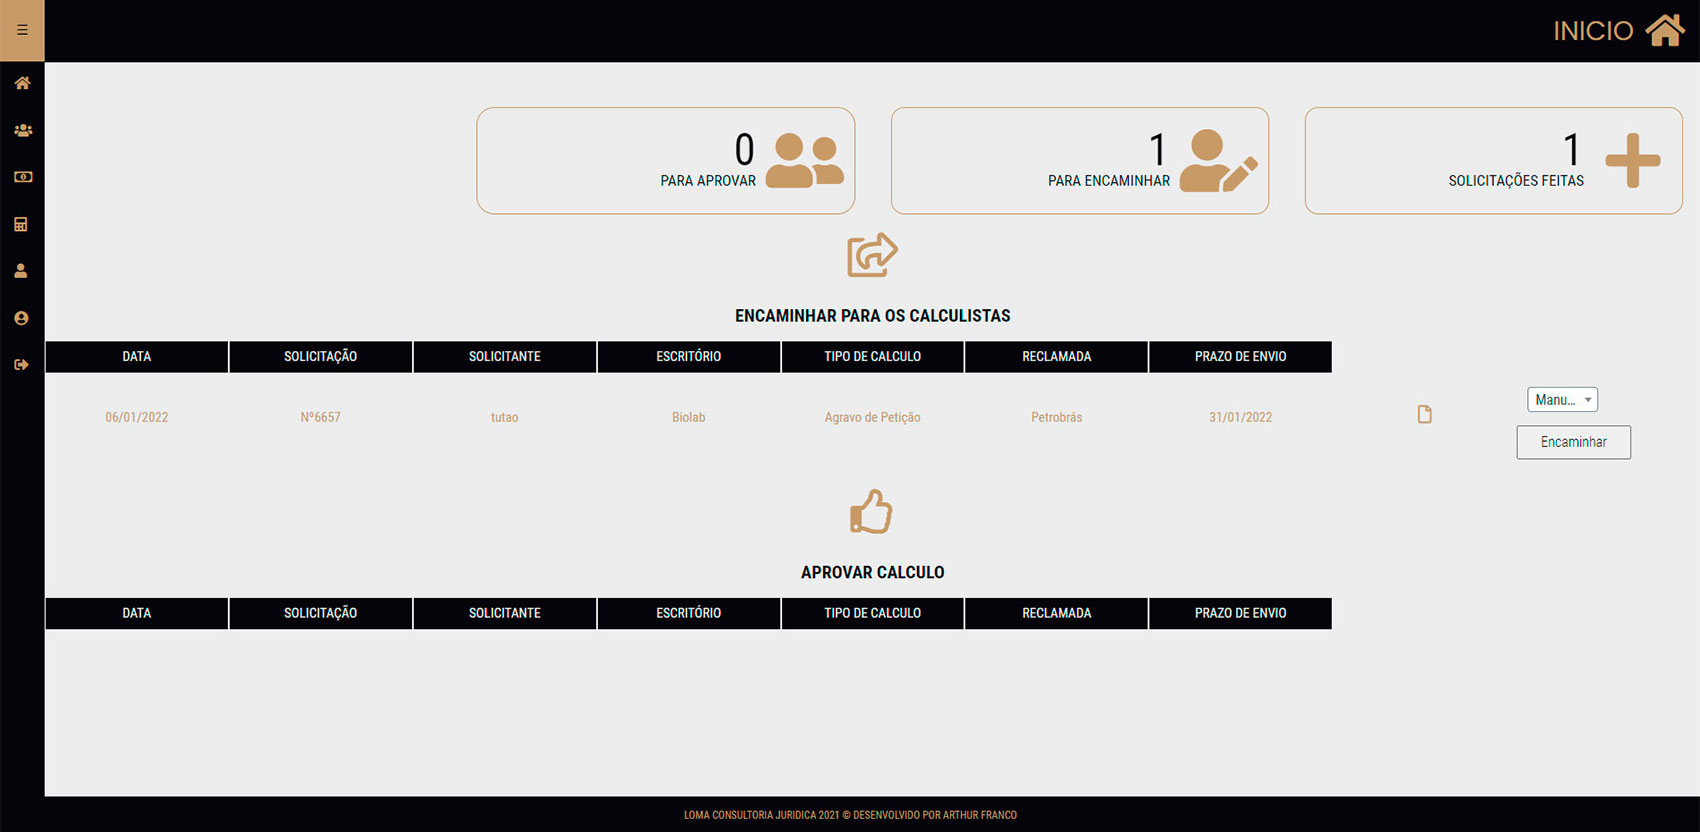 INICIO
0
PARA APROVAR
1
PARA ENCAMINHAR
1
SOLICITAÇÕES FEITAS
ENCAMINHAR PARA OS CALCULISTAS
DATA SOLICITAÇÃO SOLICITANTE ESCRITÓRIO TIPO DE CALCULO RECLAMADA PRAZO DE ENVIO
06/01/2022 Nº6657 tutao Biolab Agravo de Petição Petrobrás 31/01/2022
Manu...
Encaminhar
APROVAR CALCULO
DATA SOLICITAÇÃO SOLICITANTE ESCRITÓRIO TIPO DE CALCULO RECLAMADA PRAZO DE ENVIO
LOMA CONSULTORIA JURIDICA 2021 © DESENVOLVIDO POR ARTHUR FRANCO